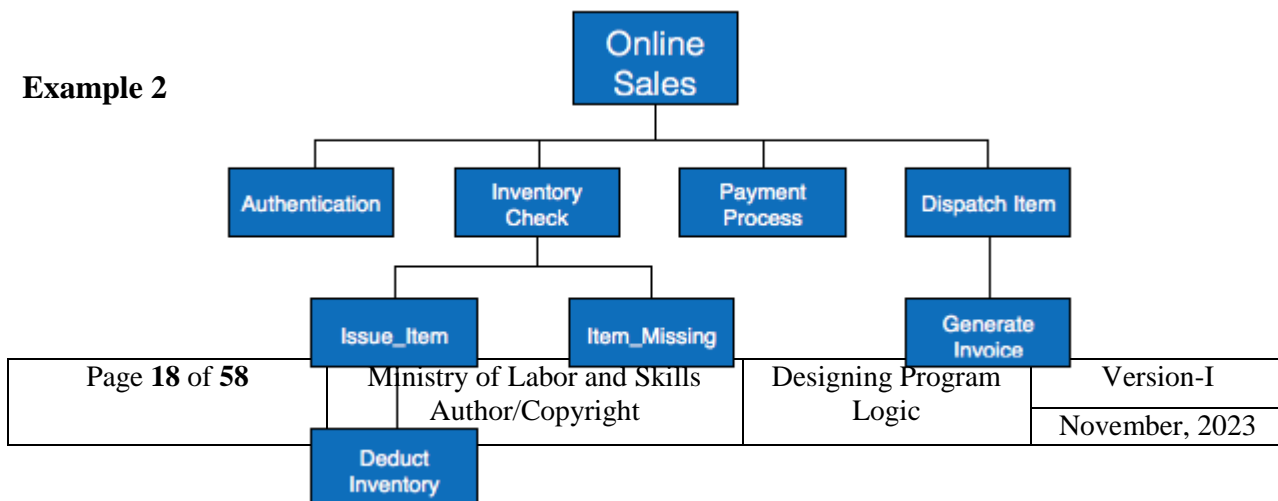 Online
Sales
Example 2
Authentication
Inventory
Check
Payment
Process
Dispatch Item
Issue_Item
Item_Missing
Generate
Invoice
Page 18 of 58
Ministry of Labor and Skills
Author/Copyright
Designing Program
Logic
Version-I
November, 2023
Deduct
Inventory